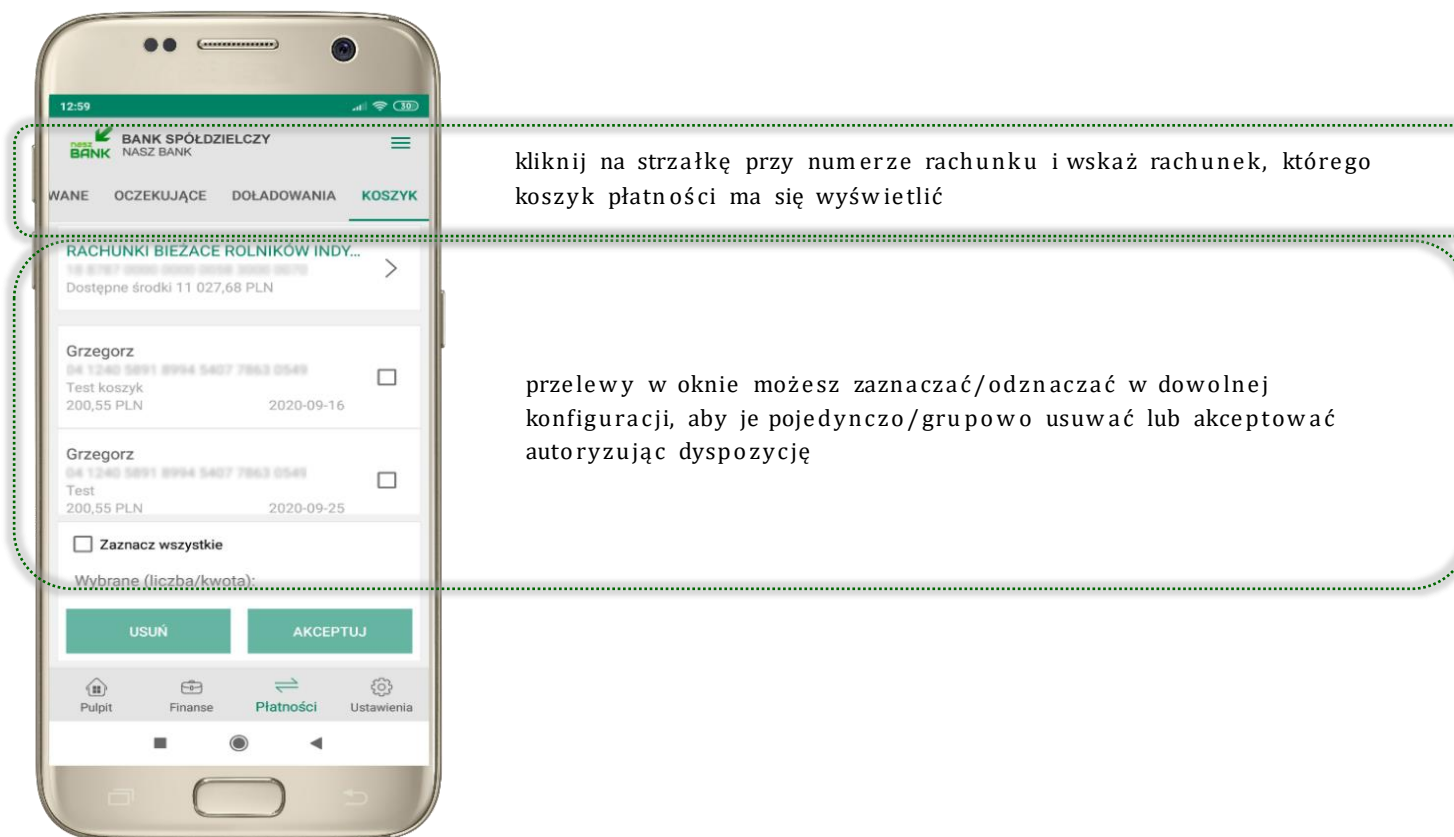 12:59
30
nasz BANK
BANK SPÓŁDZIELCZY
NASZ BANK
WANE OCZEKUJĄCE DOŁADOWANIA KOSZYK
kliknij na strzałkę przy numerze rachunku i wskaż rachunek, którego
koszyk płatności ma się wyświetlić
RACHUNKI BIEŻACE ROLNIKÓW INDY...
Dostępne środki 11 027,68 PLN
Grzegorz
Test koszyk
200,55 PLN 2020-09-16
Grzegorz
Test
200,55 PLN 2020-09-25
przelewy w oknie możesz zaznaczać/odznaczać w dowolnej
konfiguracji, aby je pojedynczo/grupowo usuwać lub akceptować
autoryzując dyspozycję
Zaznacz wszystkie
Wybrane (liczba/kwota):
USUŃ AKCEPTUJ
Pulpit Finanse Płatności Ustawienia